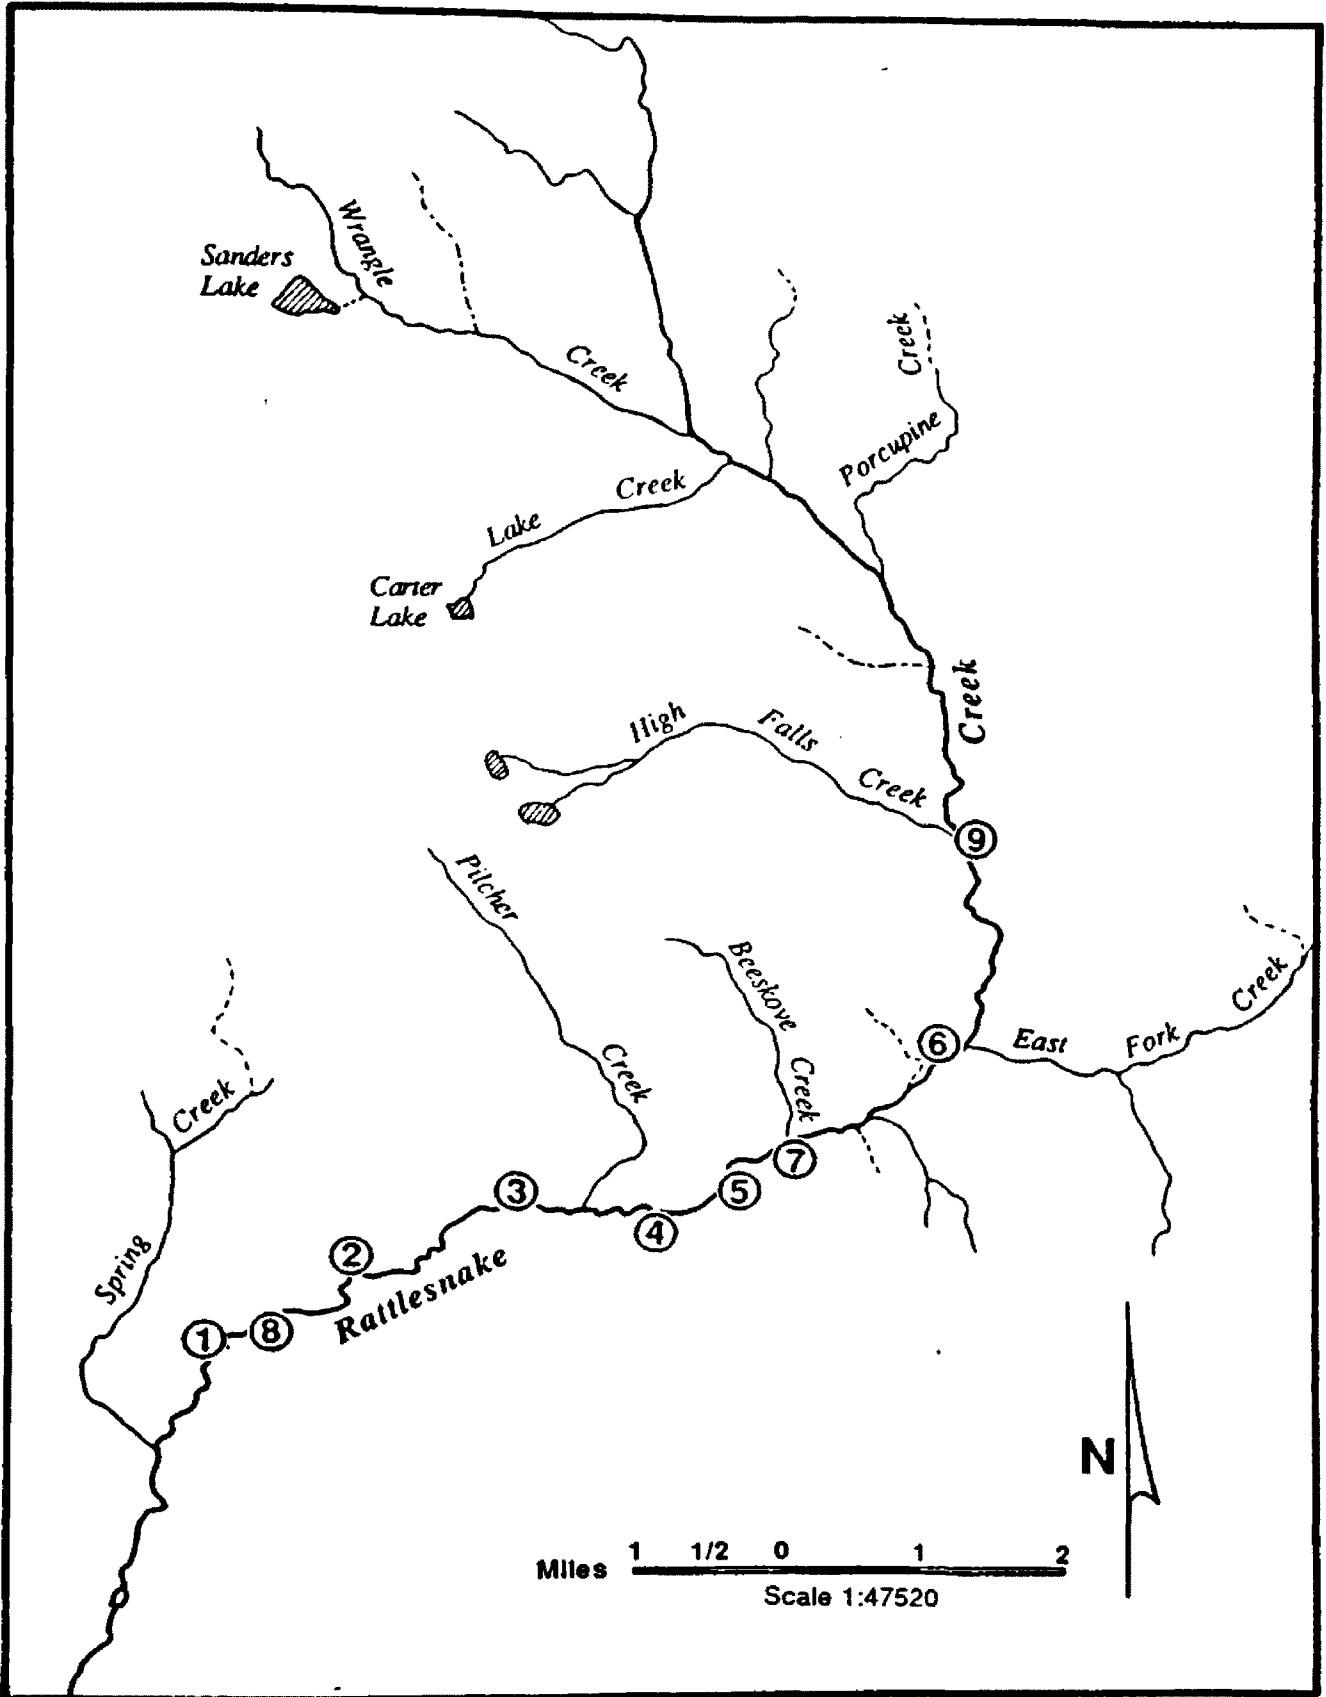 Wrangle
Sanders
Lake
Creek
Creek
Porcupine
Creek
Lake
Carter
Lake
Creek
High
Falls
Creek
9
Pilcher
Beeskove
Creek
Creek
6
East
Fork
Creek
Creek
Creek
7
3
5
4
2
Spring
Rattlesnake
1
8
N
1 1/2 0 1 2
Miles
Scale 1:47520